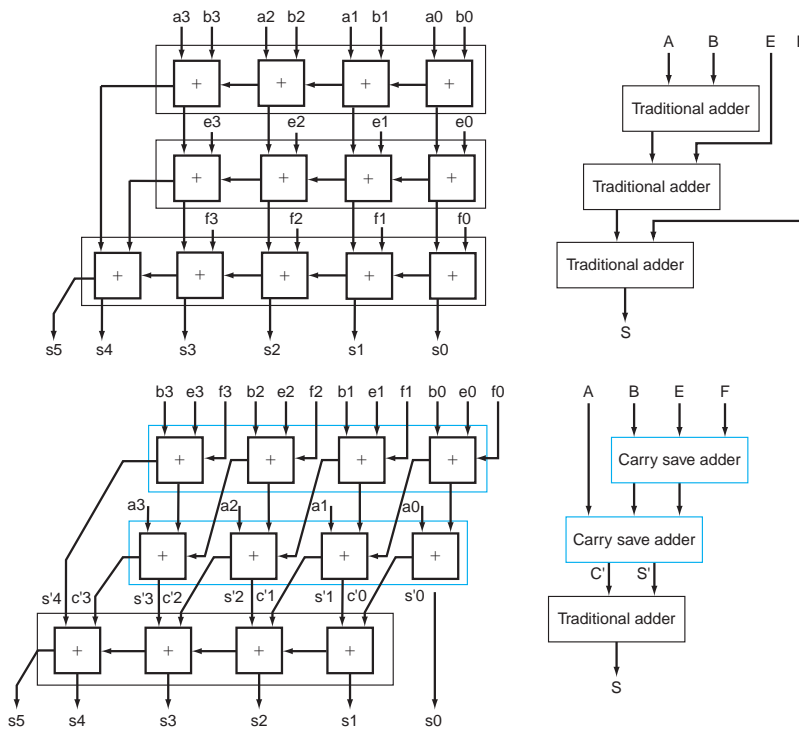 a3 b3 a2 b2 a1 b1 a0 b0
+ + + +
e3 e2 e1 e0
+ + + +
f3 f2 f1 f0
+ + + + +
s5 s4 s3 s2 s1 s0
A B E
Traditional adder
Traditional adder
Traditional adder
S
b3 e3 f3 b2 e2 f2 b1 e1 f1 b0 e0 f0
+ + + +
a3 a2 a1 a0
+ + + +
s'4 c'3 s'3 c'2 s'2 c'1 s'1 c'0 s'0
+ + + +
s5 s4 s3 s2 s1 s0
A B E F
Carry save adder
Carry save adder
C' S'
Traditional adder
S